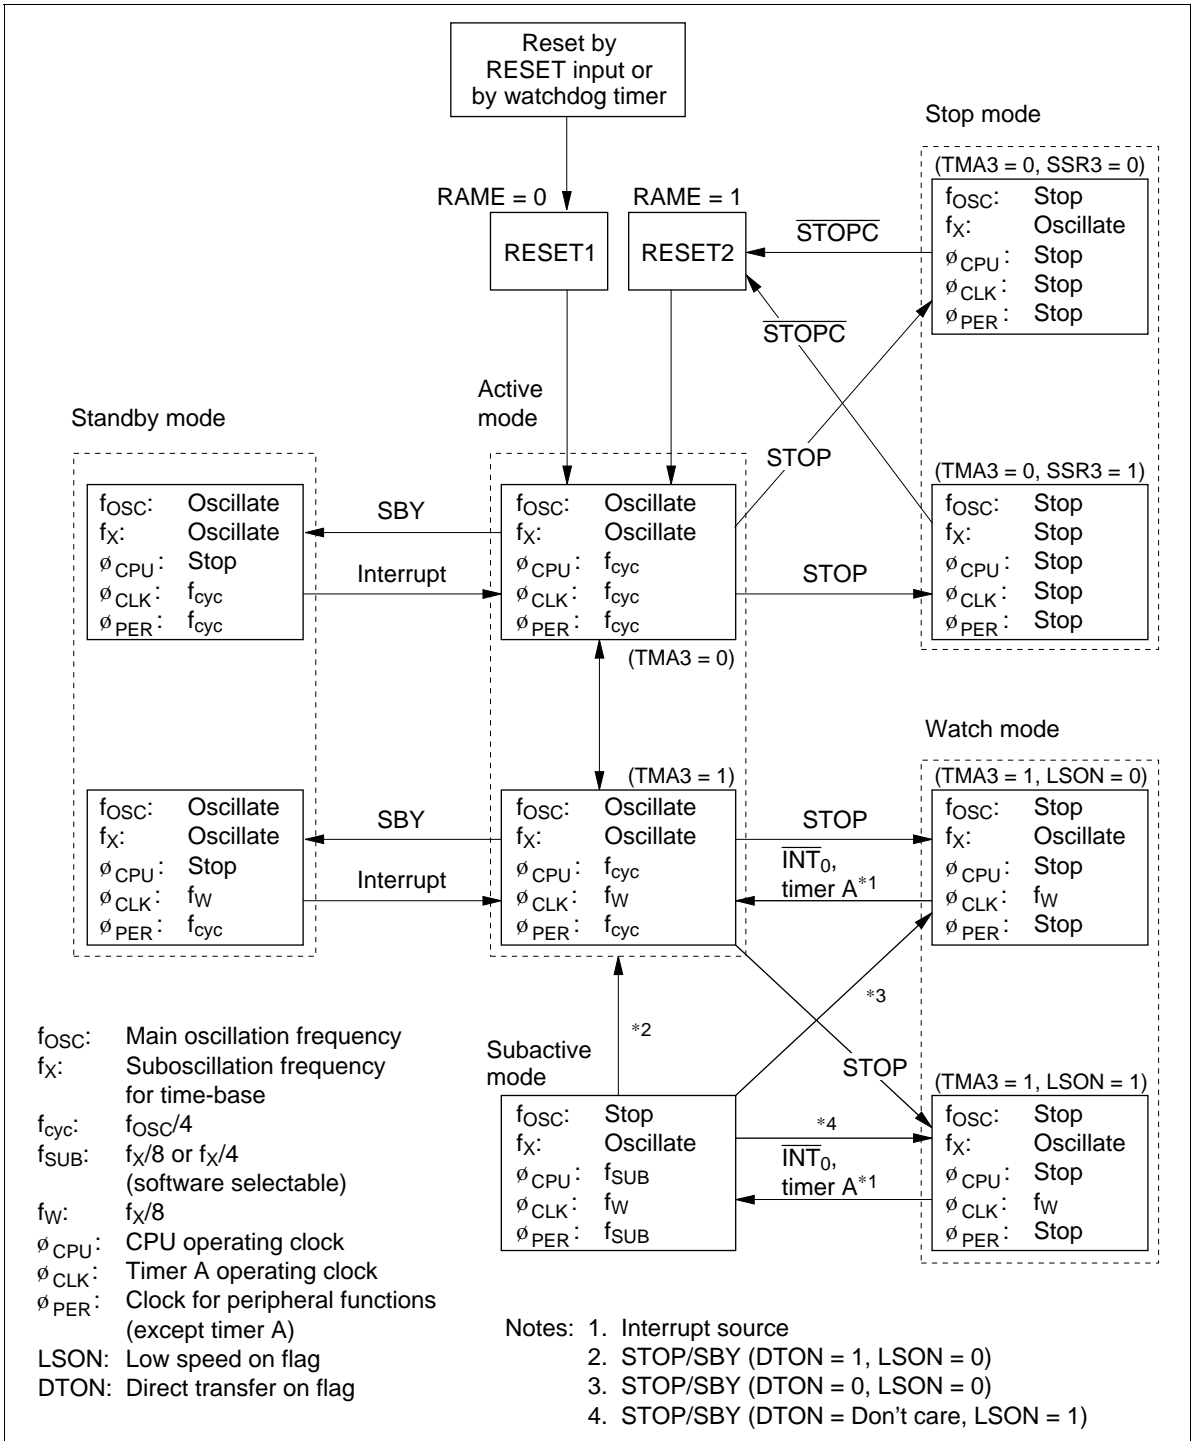 Reset by
RESET input or
by watchdog timer
Stop mode
(TMA3 = 0, SSR3 = 0)
fOSC: Stop
fX: Oscillate
øCPU: Stop
øCLK: Stop
øPER: Stop
RAME = 0
RAME = 1
RESET1
RESET2
STOPC
STOPC
Active
mode
Standby mode
STOP
(TMA3 = 0, SSR3 = 1)
fOSC: Oscillate
fX: Oscillate
øCPU: Stop
øCLK: fcyc
øPER: fcyc
SBY
Interrupt
fOSC: Oscillate
fX: Oscillate
øCPU: fcyc
øCLK: fcyc
øPER: fcyc
(TMA3 = 0)
STOP
fOSC: Stop
fX: Stop
øCPU: Stop
øCLK: Stop
øPER: Stop
Watch mode
(TMA3 = 1)
(TMA3 = 1, LSON = 0)
fOSC: Oscillate
fX: Oscillate
øCPU: Stop
øCLK: fW
øPER: fcyc
SBY
Interrupt
fOSC: Oscillate
fX: Oscillate
øCPU: fcyc
øCLK: fW
øPER: fcyc
STOP
INT0,
timer A*1
fOSC: Stop
fX: Oscillate
øCPU: Stop
øCLK: fW
øPER: Stop
*3
*2
Subactive
mode
STOP
(TMA3 = 1, LSON = 1)
fOSC: Stop
fX: Oscillate
øCPU: fSUB
øCLK: fW
øPER: fSUB
*4
INT0,
timer A*1
fOSC: Stop
fX: Oscillate
øCPU: Stop
øCLK: fW
øPER: Stop
fOSC: Main oscillation frequency
fX: Suboscillation frequency
for time-base
fcyc: fOSC/4
fSUB: fX/8 or fX/4
(software selectable)
fW: fX/8
øCPU: CPU operating clock
øCLK: Timer A operating clock
øPER: Clock for peripheral functions
(except timer A)
LSON: Low speed on flag
DTON: Direct transfer on flag
Notes: 1. Interrupt source
2. STOP/SBY (DTON = 1, LSON = 0)
3. STOP/SBY (DTON = 0, LSON = 0)
4. STOP/SBY (DTON = Don't care, LSON = 1)